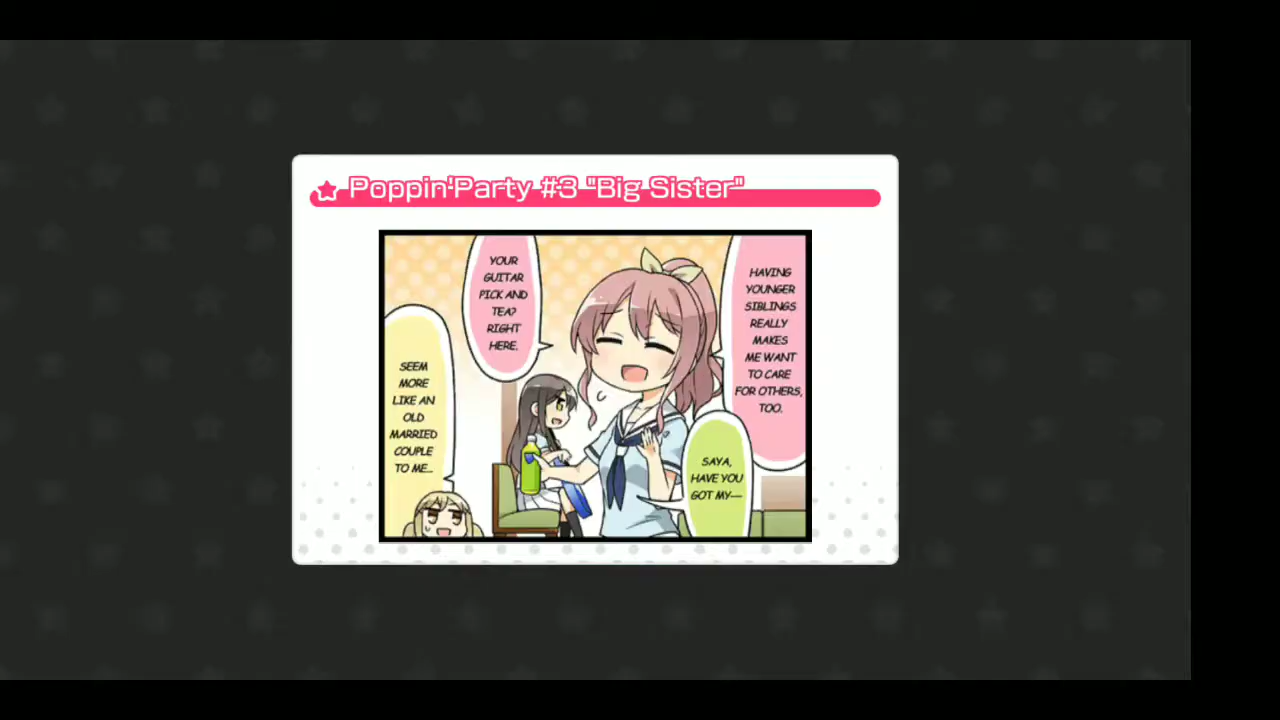 Poppin'Party #3 "Big Sister"
HAVING
YOUNGER
SIBLINGS
REALLY
MAKES
ME WANT
TO CARE
FOR OTHERS,
TOO.
SAYA,
HAVE YOU
GOT MY—
YOUR
GUITAR
PICK AND
TEA?
RIGHT
HERE.
SEEM
MORE
LIKE AN
OLD
MARRIED
COUPLE
TO ME...